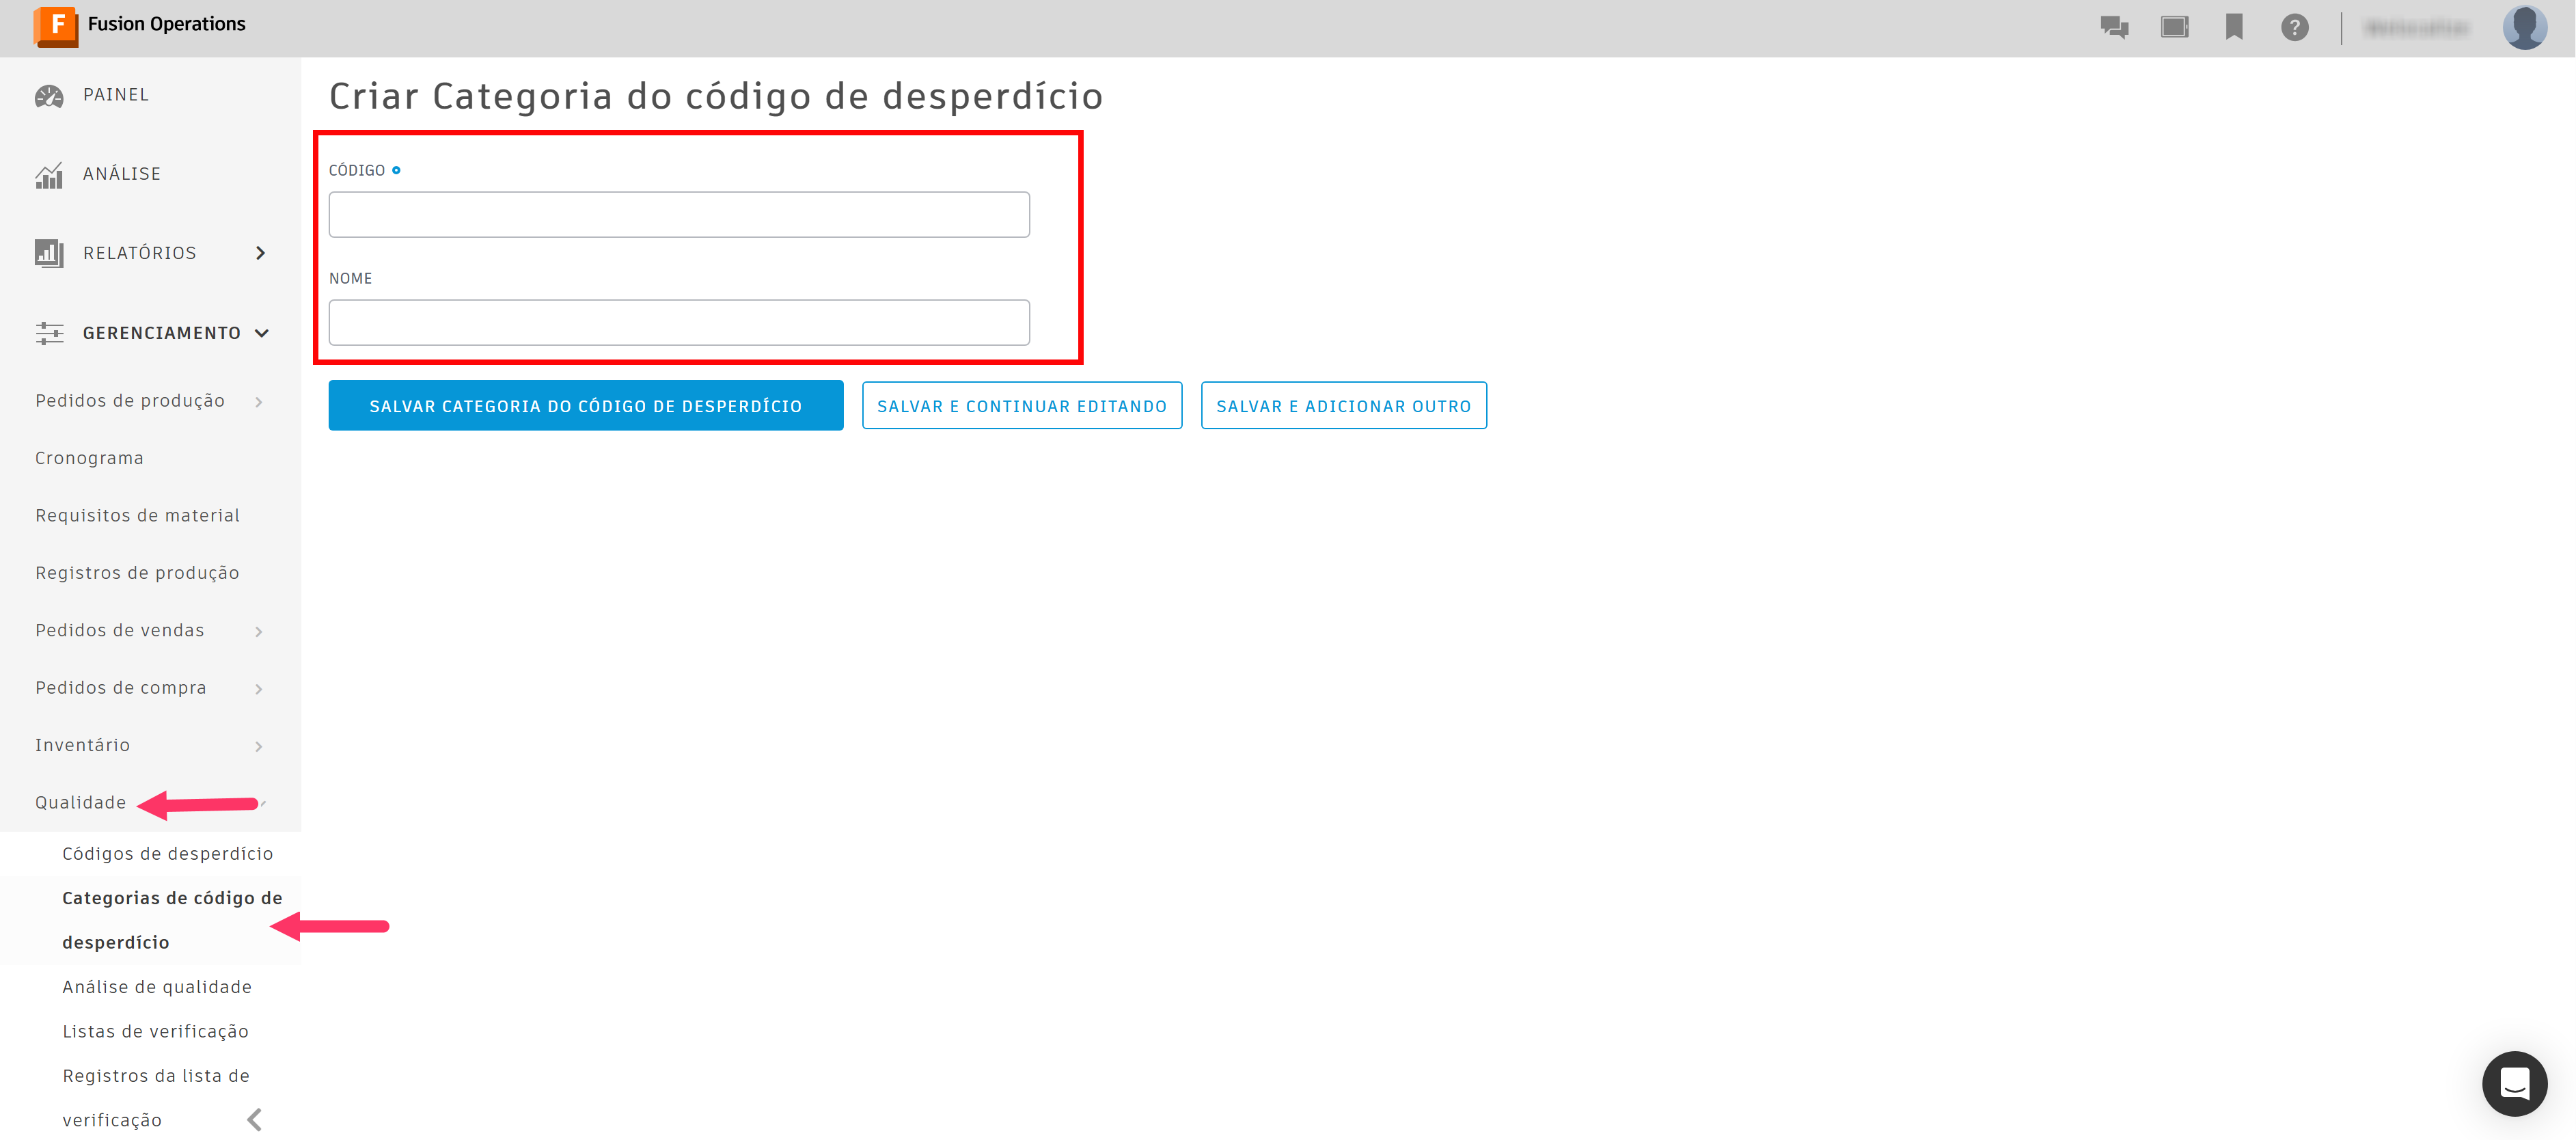 Fusion Operations
PAINEL
ANÁLISE
RELATÓRIOS
GERENCIAMENTO
Pedidos de produção
Cronograma
Requisitos de material
Registros de produção
Pedidos de vendas
Pedidos de compra
Inventário
Qualidade
Códigos de desperdício
Categorias de código de
desperdício
Análise de qualidade
Listas de verificação
Registros da lista de
verificação
Criar Categoria do código de desperdício
CÓDIGO
NOME
SALVAR CATEGORIA DO CÓDIGO DE DESPERDÍCIO
SALVAR E CONTINUAR EDITANDO
SALVAR E ADICIONAR OUTRO